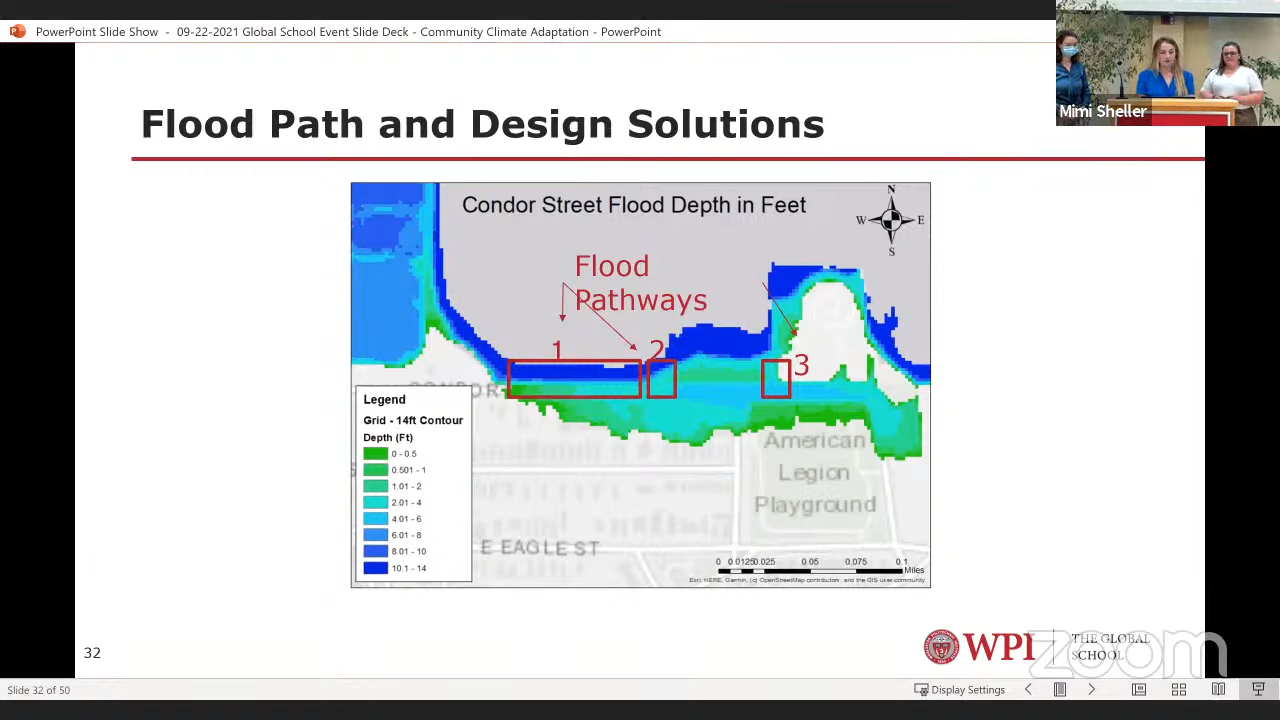 PowerPoint Slide Show - 09-22-2021 Global School Event Slide Deck - Community Climate Adaptation - PowerPoint
Mimi Sheller
Flood Path and Design Solutions
Condor Street Flood Depth in Feet
N
W E
S
Flood
Pathways
1
2
3
CONDOR
Legend
Grid - 14ft Contour
Depth (Ft)
0 - 0.5
0.501 - 1
1.01 - 2
2.01 - 4
4.01 - 6
6.01 - 8
8.01 - 10
10.1 - 14
American
Legion
Playground
E EAGLE ST
0 0.0125 0.025 0.05 0.075 0.1
Miles
Esri, HERE, Garmin, (c) OpenStreetMap contributors, and the GIS user community
32
WPI
THE GLOBAL
SCHOOL
zoom
Slide 32 of 50
Display Settings